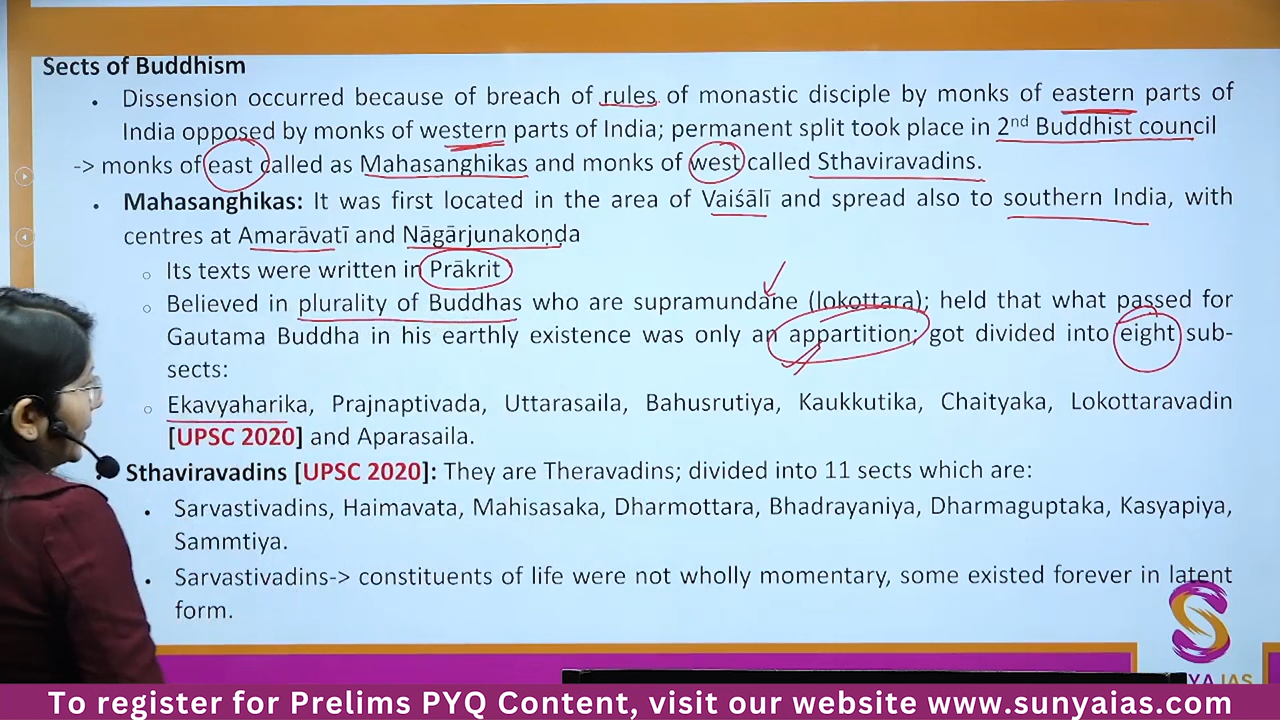 Sects of Buddhism
• Dissension occurred because of breach of rules of monastic disciple by monks of eastern parts of
India opposed by monks of western parts of India; permanent split took place in 2nd Buddhist council
-> monks of east called as Mahasanghikas and monks of west called Sthaviravadins.
• Mahasanghikas: It was first located in the area of Vaiśālī and spread also to southern India, with
centres at Amarāvatī and Nāgārjunakoṇḍa
○ Its texts were written in Prākrit
○ Believed in plurality of Buddhas who are supramundane (lokottara); held that what passed for
Gautama Buddha in his earthly existence was only an appartition; got divided into eight sub-
sects:
○ Ekavyaharika, Prajnaptivada, Uttarasaila, Bahusrutiya, Kaukkutika, Chaityaka, Lokottaravadin
[UPSC 2020] and Aparasaila.
Sthaviravadins [UPSC 2020]: They are Theravadins; divided into 11 sects which are:
• Sarvastivadins, Haimavata, Mahisasaka, Dharmottara, Bhadrayaniya, Dharmaguptaka, Kasyapiya,
Sammtiya.
• Sarvastivadins-> constituents of life were not wholly momentary, some existed forever in latent
form.
To register for Prelims PYQ Content, visit our website www.sunyaias.com